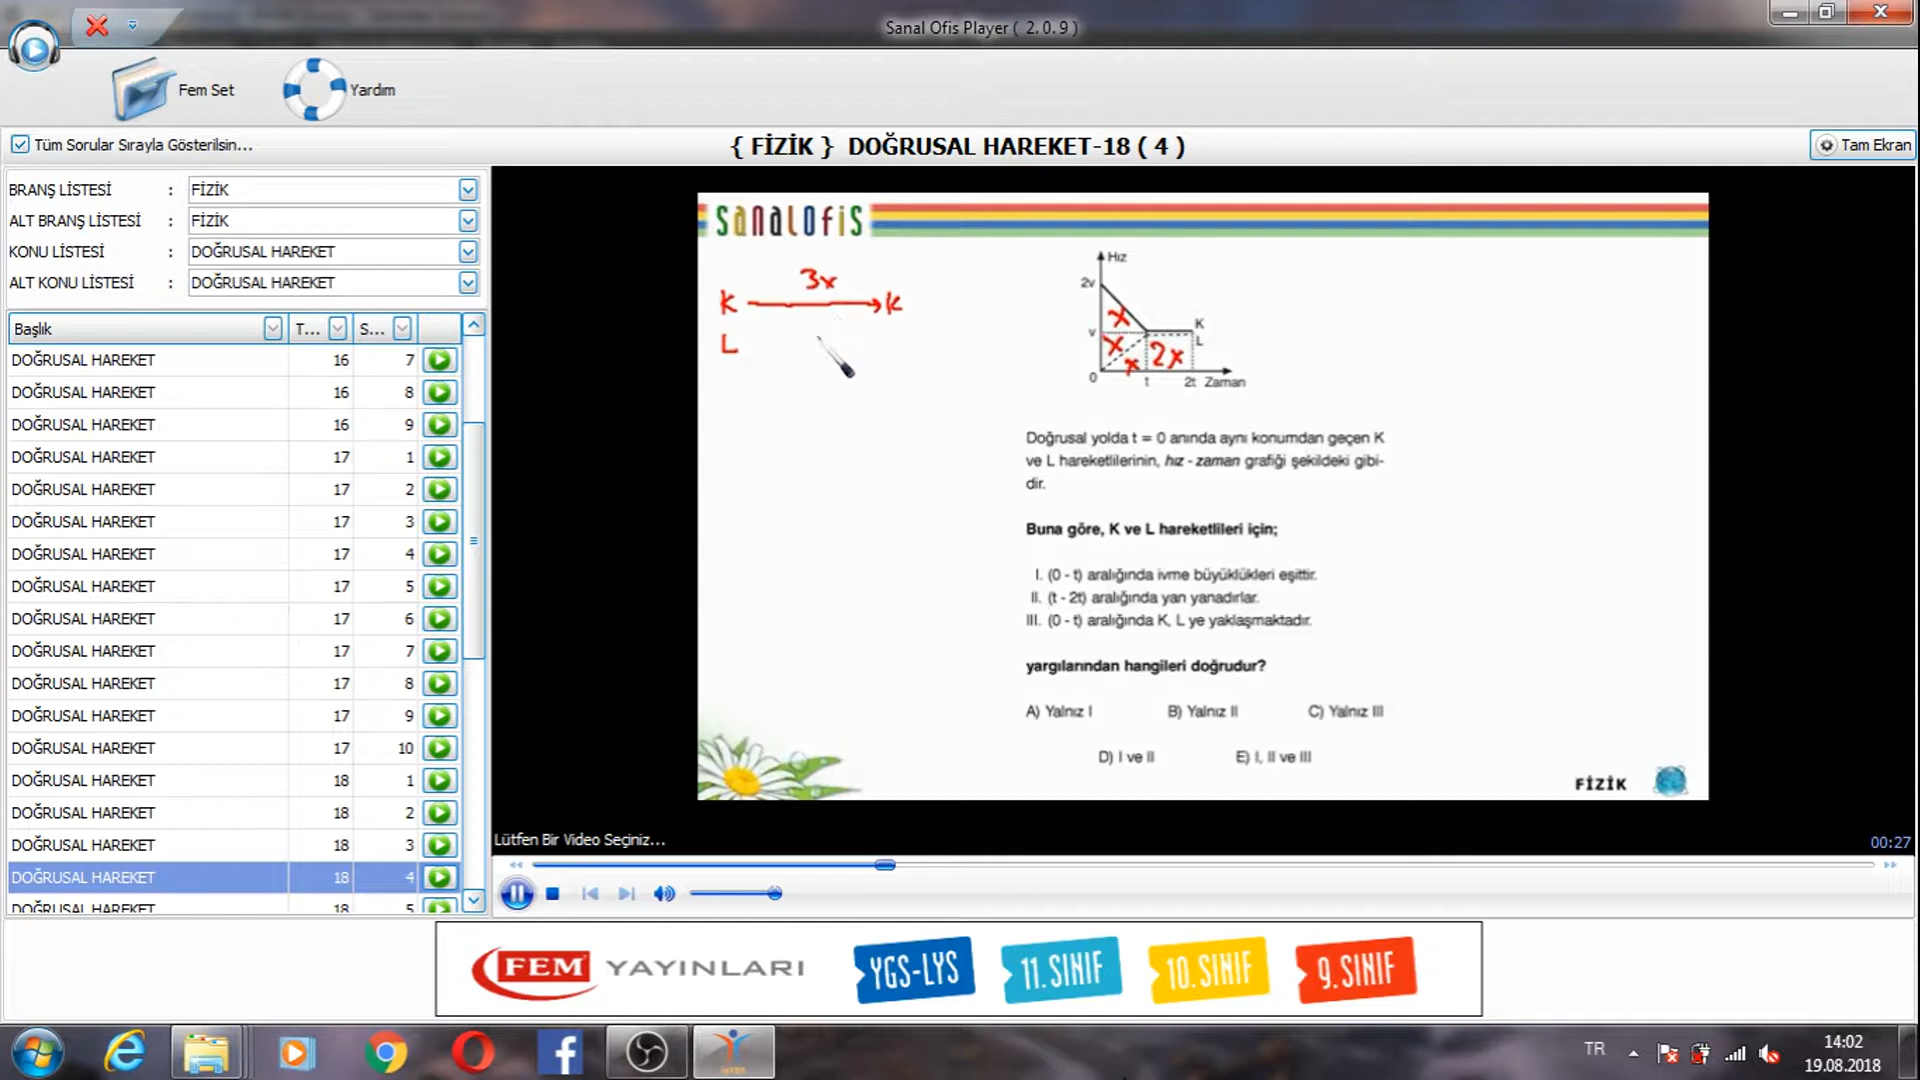 Sanal Ofis Player ( 2.0.9 )
Fem Set
Yardım
Tüm Sorular Sırayla Gösterilsin...
{ FİZİK } DOĞRUSAL HAREKET-18 ( 4 )
Tam Ekran
BRANŞ LİSTESİ : FİZİK
ALT BRANŞ LİSTESİ : FİZİK
KONU LİSTESİ : DOĞRUSAL HAREKET
ALT KONU LİSTESİ : DOĞRUSAL HAREKET
Başlık T... S...
DOĞRUSAL HAREKET 16 7
DOĞRUSAL HAREKET 16 8
DOĞRUSAL HAREKET 16 9
DOĞRUSAL HAREKET 17 1
DOĞRUSAL HAREKET 17 2
DOĞRUSAL HAREKET 17 3
DOĞRUSAL HAREKET 17 4
DOĞRUSAL HAREKET 17 5
DOĞRUSAL HAREKET 17 6
DOĞRUSAL HAREKET 17 7
DOĞRUSAL HAREKET 17 8
DOĞRUSAL HAREKET 17 9
DOĞRUSAL HAREKET 17 10
DOĞRUSAL HAREKET 18 1
DOĞRUSAL HAREKET 18 2
DOĞRUSAL HAREKET 18 3
DOĞRUSAL HAREKET 18 4
DOĞRUSAL HAREKET 18 5
sanalofis
3x
K K
L
Hız
2v
x
v K
x L
x 2x
0 t 2t Zaman
Doğrusal yolda t = 0 anında aynı konumdan geçen K
ve L hareketlilerinin, hız - zaman grafiği şekildeki gibi-
dir.
Buna göre, K ve L hareketlileri için;
I. (0 - t) aralığında ivme büyüklükleri eşittir.
II. (t - 2t) aralığında yan yanadırlar.
III. (0 - t) aralığında K, L ye yaklaşmaktadır.
yargılarından hangileri doğrudur?
A) Yalnız I B) Yalnız II C) Yalnız III
D) I ve II E) I, II ve III
FİZİK
Lütfen Bir Video Seçiniz...
00:27
FEM YAYINLARI
YGS-LYS
11.SINIF
10.SINIF
9.SINIF
TR
14:02
19.08.2018